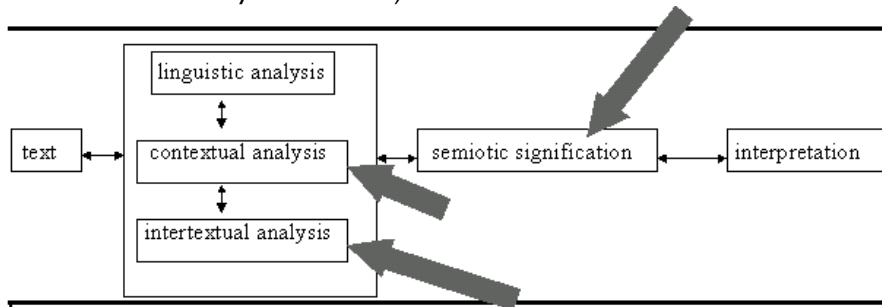 linguistic analysis
text
contextual analysis
semiotic signification
interpretation
intertextual analysis